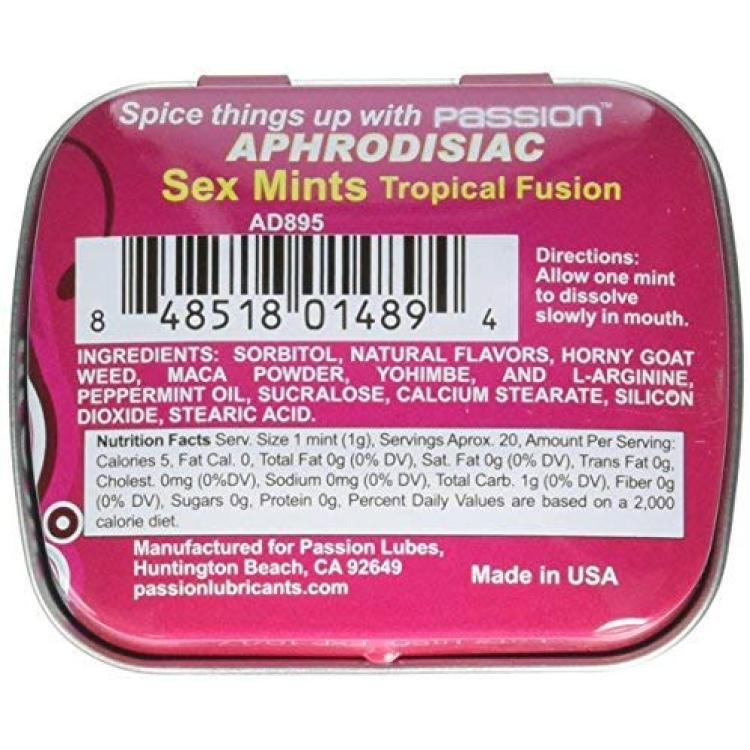 Spice things up with Passion™
APHRODISIAC
Sex Mints Tropical Fusion
AD895
8 48518 01489 4
Directions:
Allow one mint
to dissolve
slowly in mouth.
INGREDIENTS: SORBITOL, NATURAL FLAVORS, HORNY GOAT
WEED, MACA POWDER, YOHIMBE, AND L-ARGININE,
PEPPERMINT OIL, SUCRALOSE, CALCIUM STEARATE, SILICON
DIOXIDE, STEARIC ACID.
Nutrition Facts Serv. Size 1 mint (1g), Servings Aprox. 20, Amount Per Serving:
Calories 5, Fat Cal. 0, Total Fat 0g (0% DV), Sat. Fat 0g (0% DV), Trans Fat 0g,
Cholest. 0mg (0%DV), Sodium 0mg (0% DV), Total Carb. 1g (0% DV), Fiber 0g
(0% DV), Sugars 0g, Protein 0g, Percent Daily Values are based on a 2,000
calorie diet.
Manufactured for Passion Lubes,
Huntington Beach, CA 92649
passionlubricants.com
Made in USA